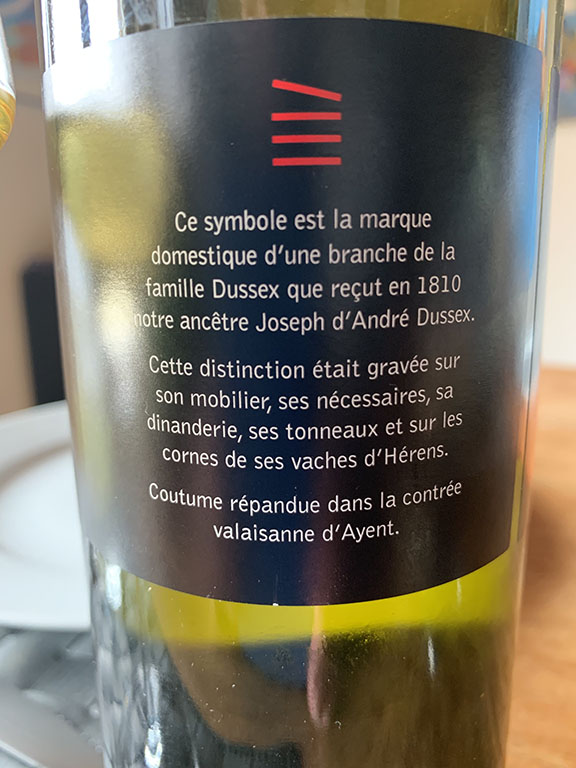 Ce symbole est la marque
domestique d'une branche de la
famille Dussex que reçut en 1810
notre ancêtre Joseph d'André Dussex.
Cette distinction était gravée sur
son mobilier, ses nécessaires, sa
dinanderie, ses tonneaux et sur les
cornes de ses vaches d'Hérens.
Coutume répandue dans la contrée
valaisanne d'Ayent.